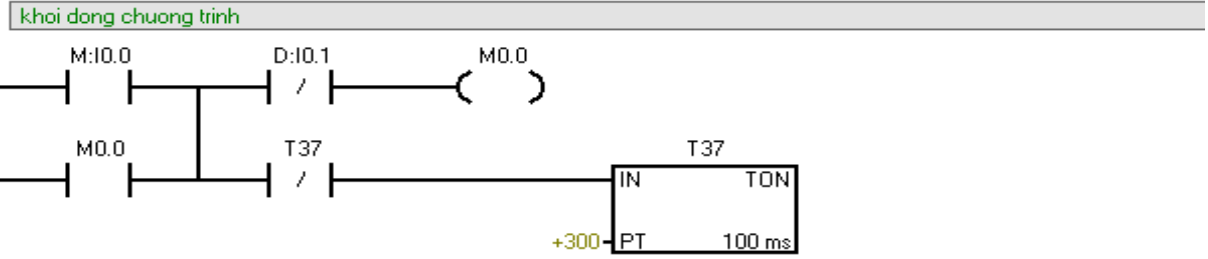 khoi dong chuong trinh
M:I0.0 D:I0.1 M0.0
/
M0.0 T37 T37
/ IN TON
+300 PT 100 ms